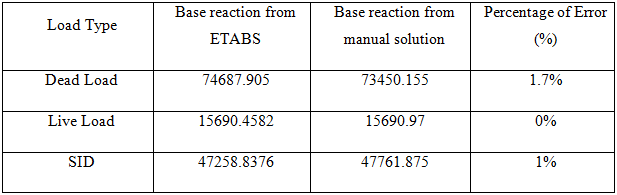 Load Type
Base reaction from
ETABS
Base reaction from
manual solution
Percentage of Error
(%)
Dead Load 74687.905 73450.155 1.7%
Live Load 15690.4582 15690.97 0%
SID 47258.8376 47761.875 1%